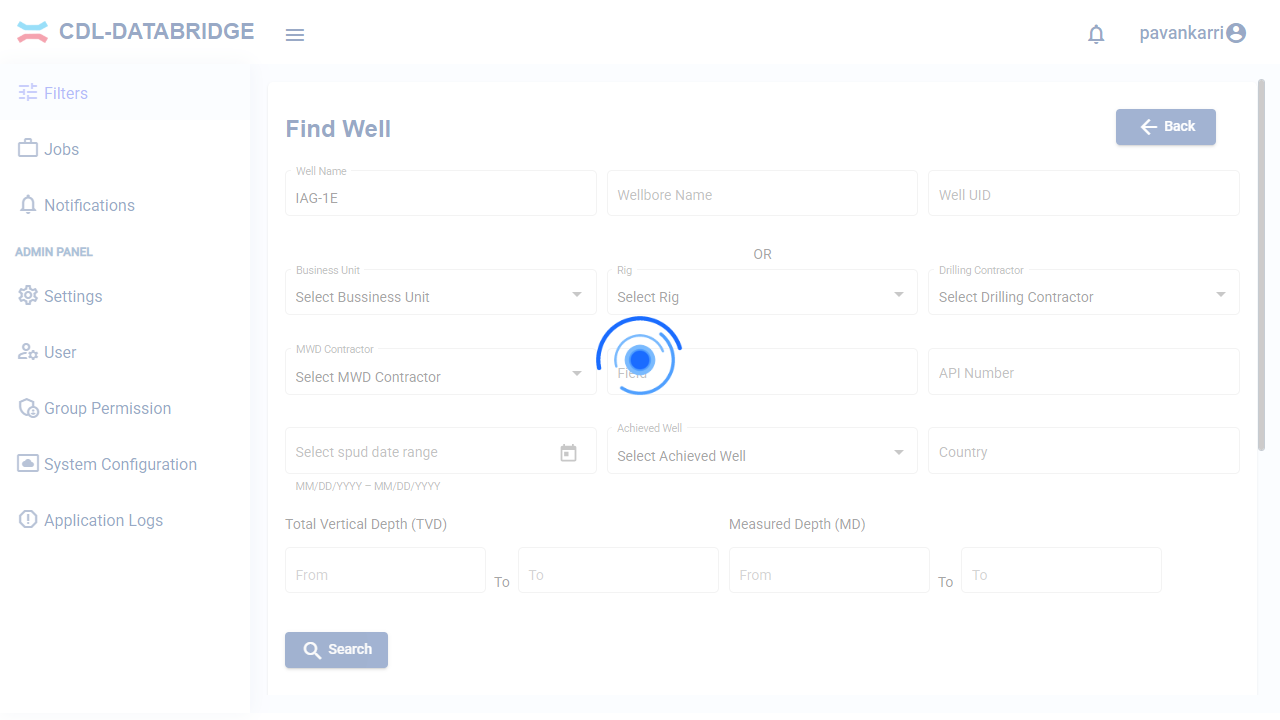 CDL-DATABRIDGE
pavankarri
Filters
Jobs
Notifications
ADMIN PANEL
Settings
User
Group Permission
System Configuration
Application Logs
Find Well
Back
Well Name
IAG-1E
Wellbore Name
Well UID
OR
Business Unit
Select Bussiness Unit
Rig
Select Rig
Drilling Contractor
Select Drilling Contractor
MWD Contractor
Select MWD Contractor
Field
API Number
Select spud date range
MM/DD/YYYY – MM/DD/YYYY
Achieved Well
Select Achieved Well
Country
Total Vertical Depth (TVD)
From
To
To
Measured Depth (MD)
From
To
To
Search